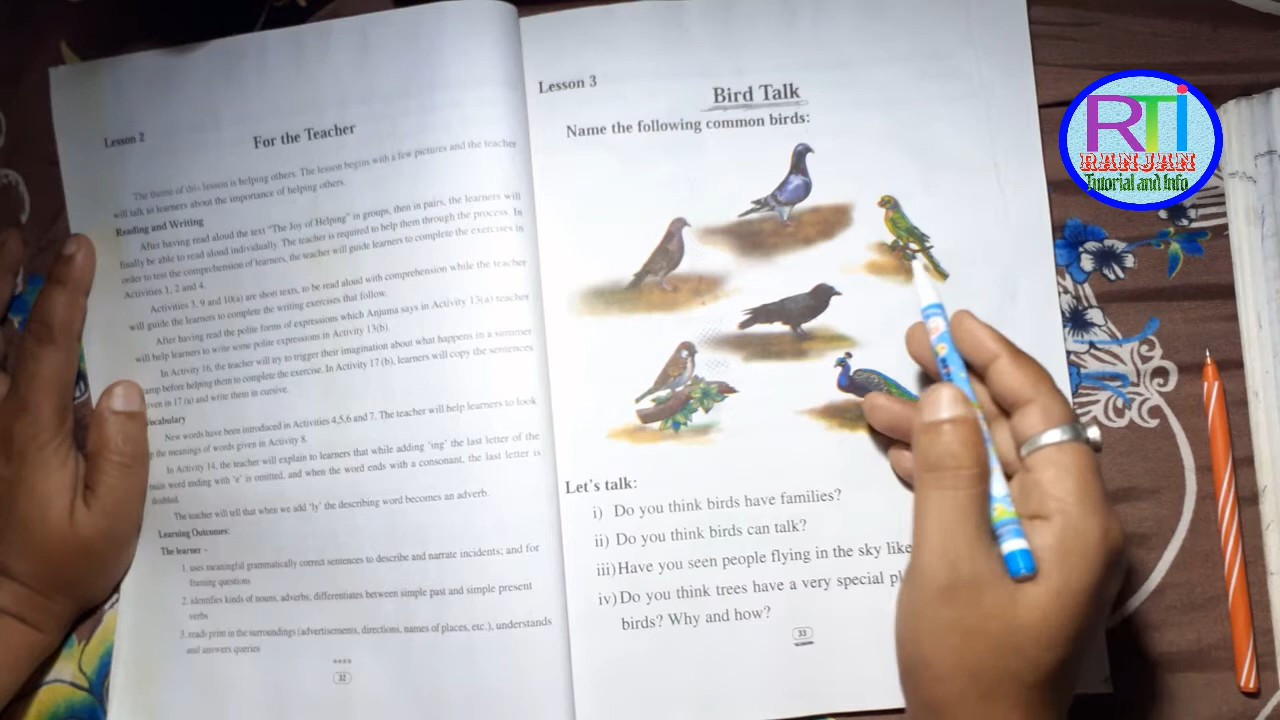 Lesson 2
For the Teacher
The theme of this lesson is helping others. The lesson begins with a few pictures and the teacher
will talk to learners about the importance of helping others.
Reading and Writing
After having read aloud the text "The Joy of Helping" in groups, then in pairs, the learners will
finally be able to read aloud individually. The teacher is required to help them through the process. In
order to test the comprehension of learners, the teacher will guide learners to complete the exercises in
Activities 1, 2 and 4.
Activities 3, 9 and 10(a) are short texts, to be read aloud with comprehension while the teacher
will guide the learners to complete the writing exercises that follow.
After having read the polite forms of expressions which Anjuma says in Activity 13(a) teacher
will help learners to write some polite expressions in Activity 13(b).
In Activity 16, the teacher will try to trigger their imagination about what happens in a summer
camp before helping them to complete the exercise. In Activity 17 (b), learners will copy the sentences
given in 17 (a) and write them in cursive.
Vocabulary
New words have been introduced in Activities 4,5,6 and 7. The teacher will help learners to look
the meanings of words given in Activity 8.
In Activity 14, the teacher will explain to learners that while adding 'ing' the last letter of the
main word ending with 'e' is omitted, and when the word ends with a consonant, the last letter is
doubled.
The teacher will tell that when we add 'ly' the describing word becomes an adverb.
Learning Outcomes:
The learner -
1. uses meaningful grammatically correct sentences to describe and narrate incidents; and for
framing questions
2. identifies kinds of nouns, adverbs, differentiates between simple past and simple present
verbs
3. reads print in the surroundings (advertisements, directions, names of places, etc.), understands
and answers queries
****
32
Lesson 3
Bird Talk
Name the following common birds:
Let's talk:
i) Do you think birds have families?
ii) Do you think birds can talk?
iii) Have you seen people flying in the sky like
iv) Do you think trees have a very special pl
birds? Why and how?
33
RTi
RANJAN
Tutorial and Info